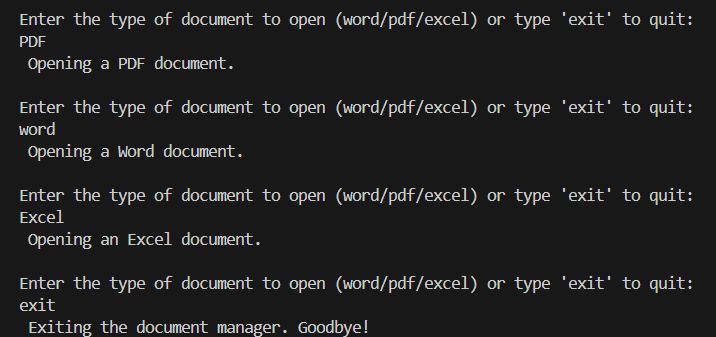 Enter the type of document to open (word/pdf/excel) or type 'exit' to quit:
PDF
Opening a PDF document.
Enter the type of document to open (word/pdf/excel) or type 'exit' to quit:
word
Opening a Word document.
Enter the type of document to open (word/pdf/excel) or type 'exit' to quit:
Excel
Opening an Excel document.
Enter the type of document to open (word/pdf/excel) or type 'exit' to quit:
exit
Exiting the document manager. Goodbye!